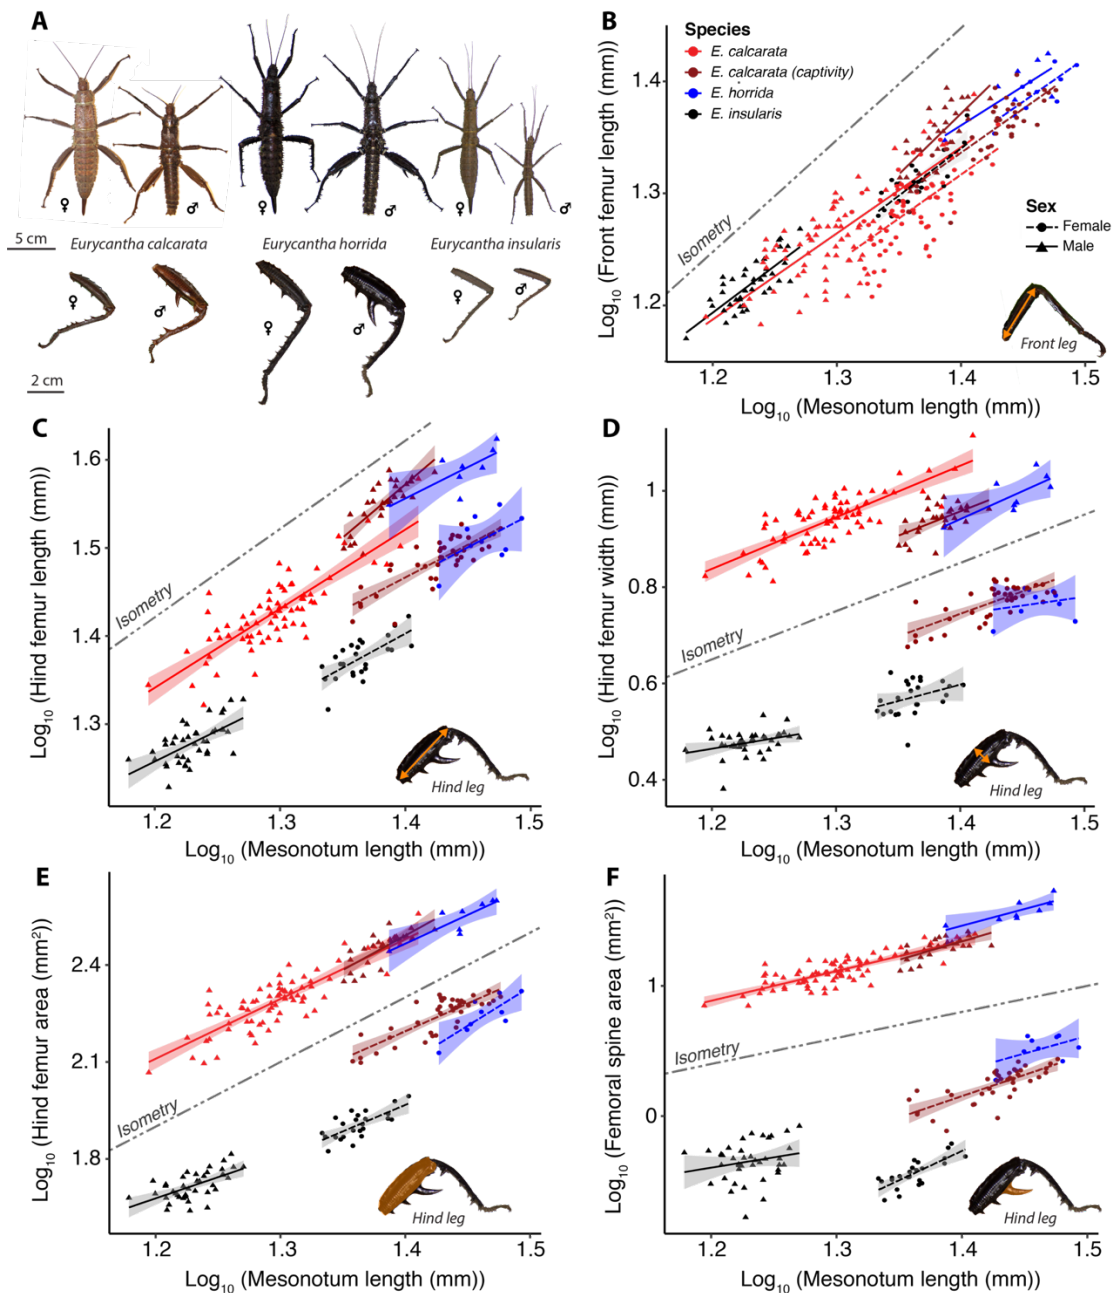 A
♀
♂
♀
♂
♀
♂
5 cm
Eurycantha calcarata
Eurycantha horrida
Eurycantha insularis
♀
♂
♀
♂
♀
♂
2 cm
B
Species
E. calcarata
E. calcarata (captivity)
E. horrida
E. insularis
Sex
Female
Male
Isometry
Front leg
Log₁₀ (Front femur length (mm))
1.4
1.3
1.2
1.2
1.3
1.4
1.5
Log₁₀ (Mesonotum length (mm))
C
Log₁₀ (Hind femur length (mm))
1.6
1.5
1.4
1.3
Isometry
Hind leg
1.2
1.3
1.4
1.5
Log₁₀ (Mesonotum length (mm))
D
Log₁₀ (Hind femur width (mm))
1
0.8
0.6
0.4
Isometry
Hind leg
1.2
1.3
1.4
1.5
Log₁₀ (Mesonotum length (mm))
E
Log₁₀ (Hind femur area (mm²))
2.4
2.1
1.8
Isometry
Hind leg
1.2
1.3
1.4
1.5
Log₁₀ (Mesonotum length (mm))
F
Log₁₀ (Femoral spine area (mm²))
1
0
Isometry
Hind leg
1.2
1.3
1.4
1.5
Log₁₀ (Mesonotum length (mm))